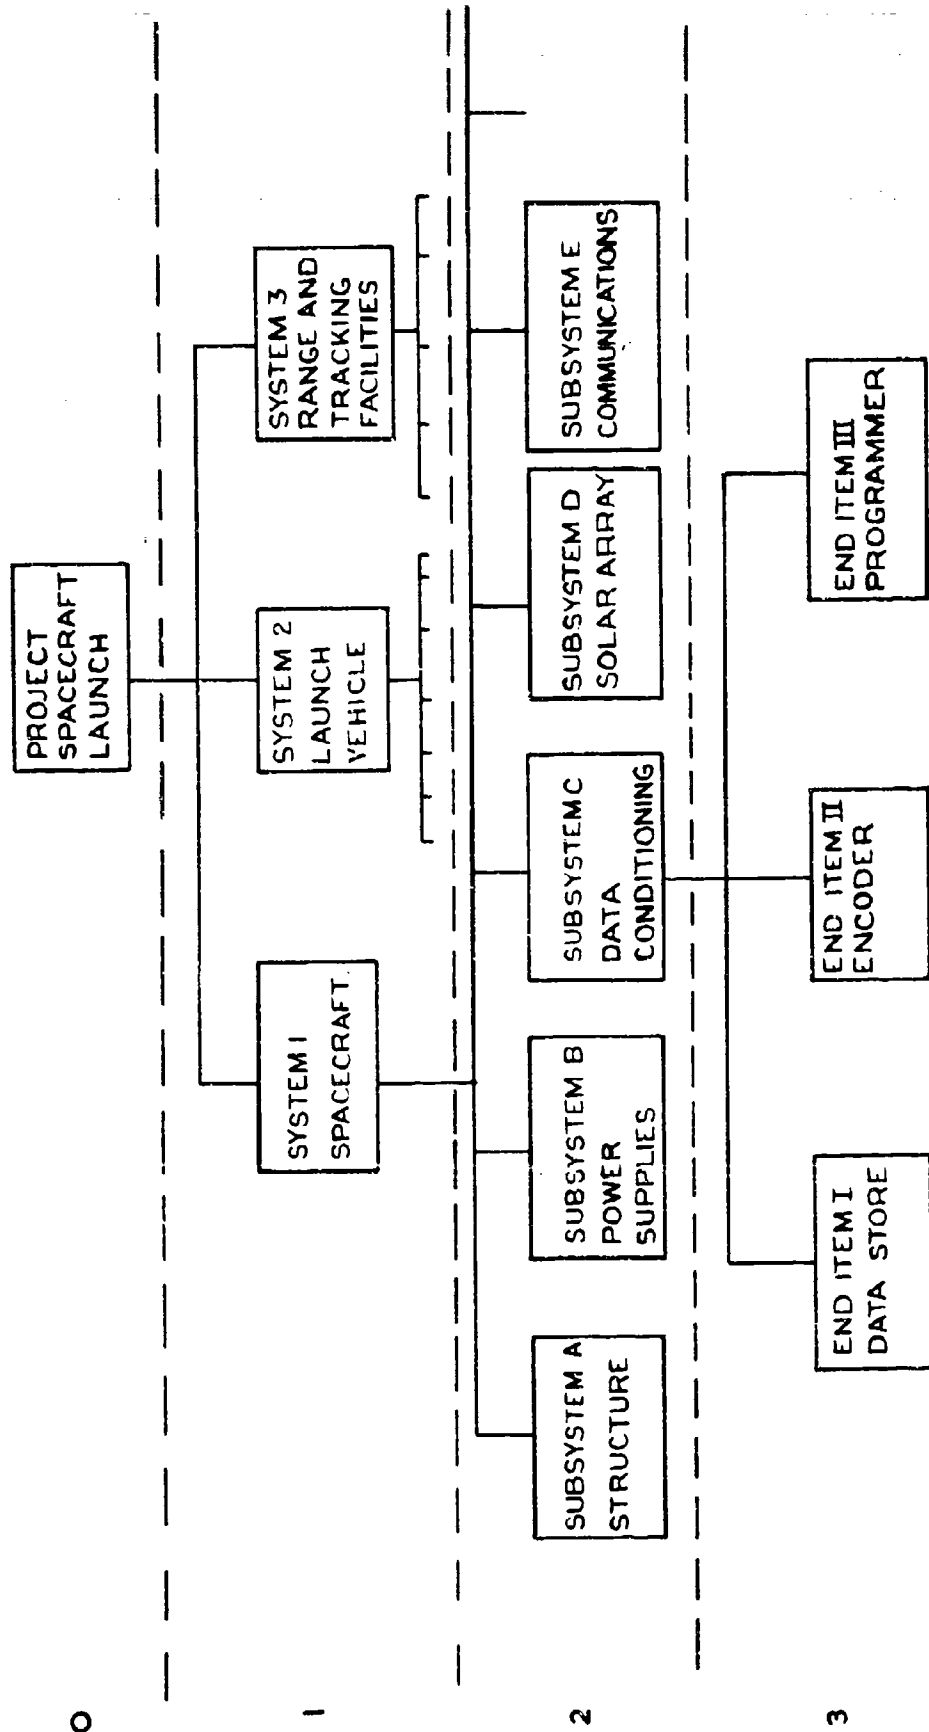 0
PROJECT
SPACECRAFT
LAUNCH
1
SYSTEM 1
SPACECRAFT
SYSTEM 2
LAUNCH
VEHICLE
SYSTEM 3
RANGE AND
TRACKING
FACILITIES
2
SUBSYSTEM A
STRUCTURE
SUBSYSTEM B
POWER
SUPPLIES
SUBSYSTEM C
DATA
CONDITIONING
SUBSYSTEM D
SOLAR ARRAY
SUBSYSTEM E
COMMUNICATIONS
3
END ITEM I
DATA STORE
END ITEM II
ENCODER
END ITEM III
PROGRAMMER